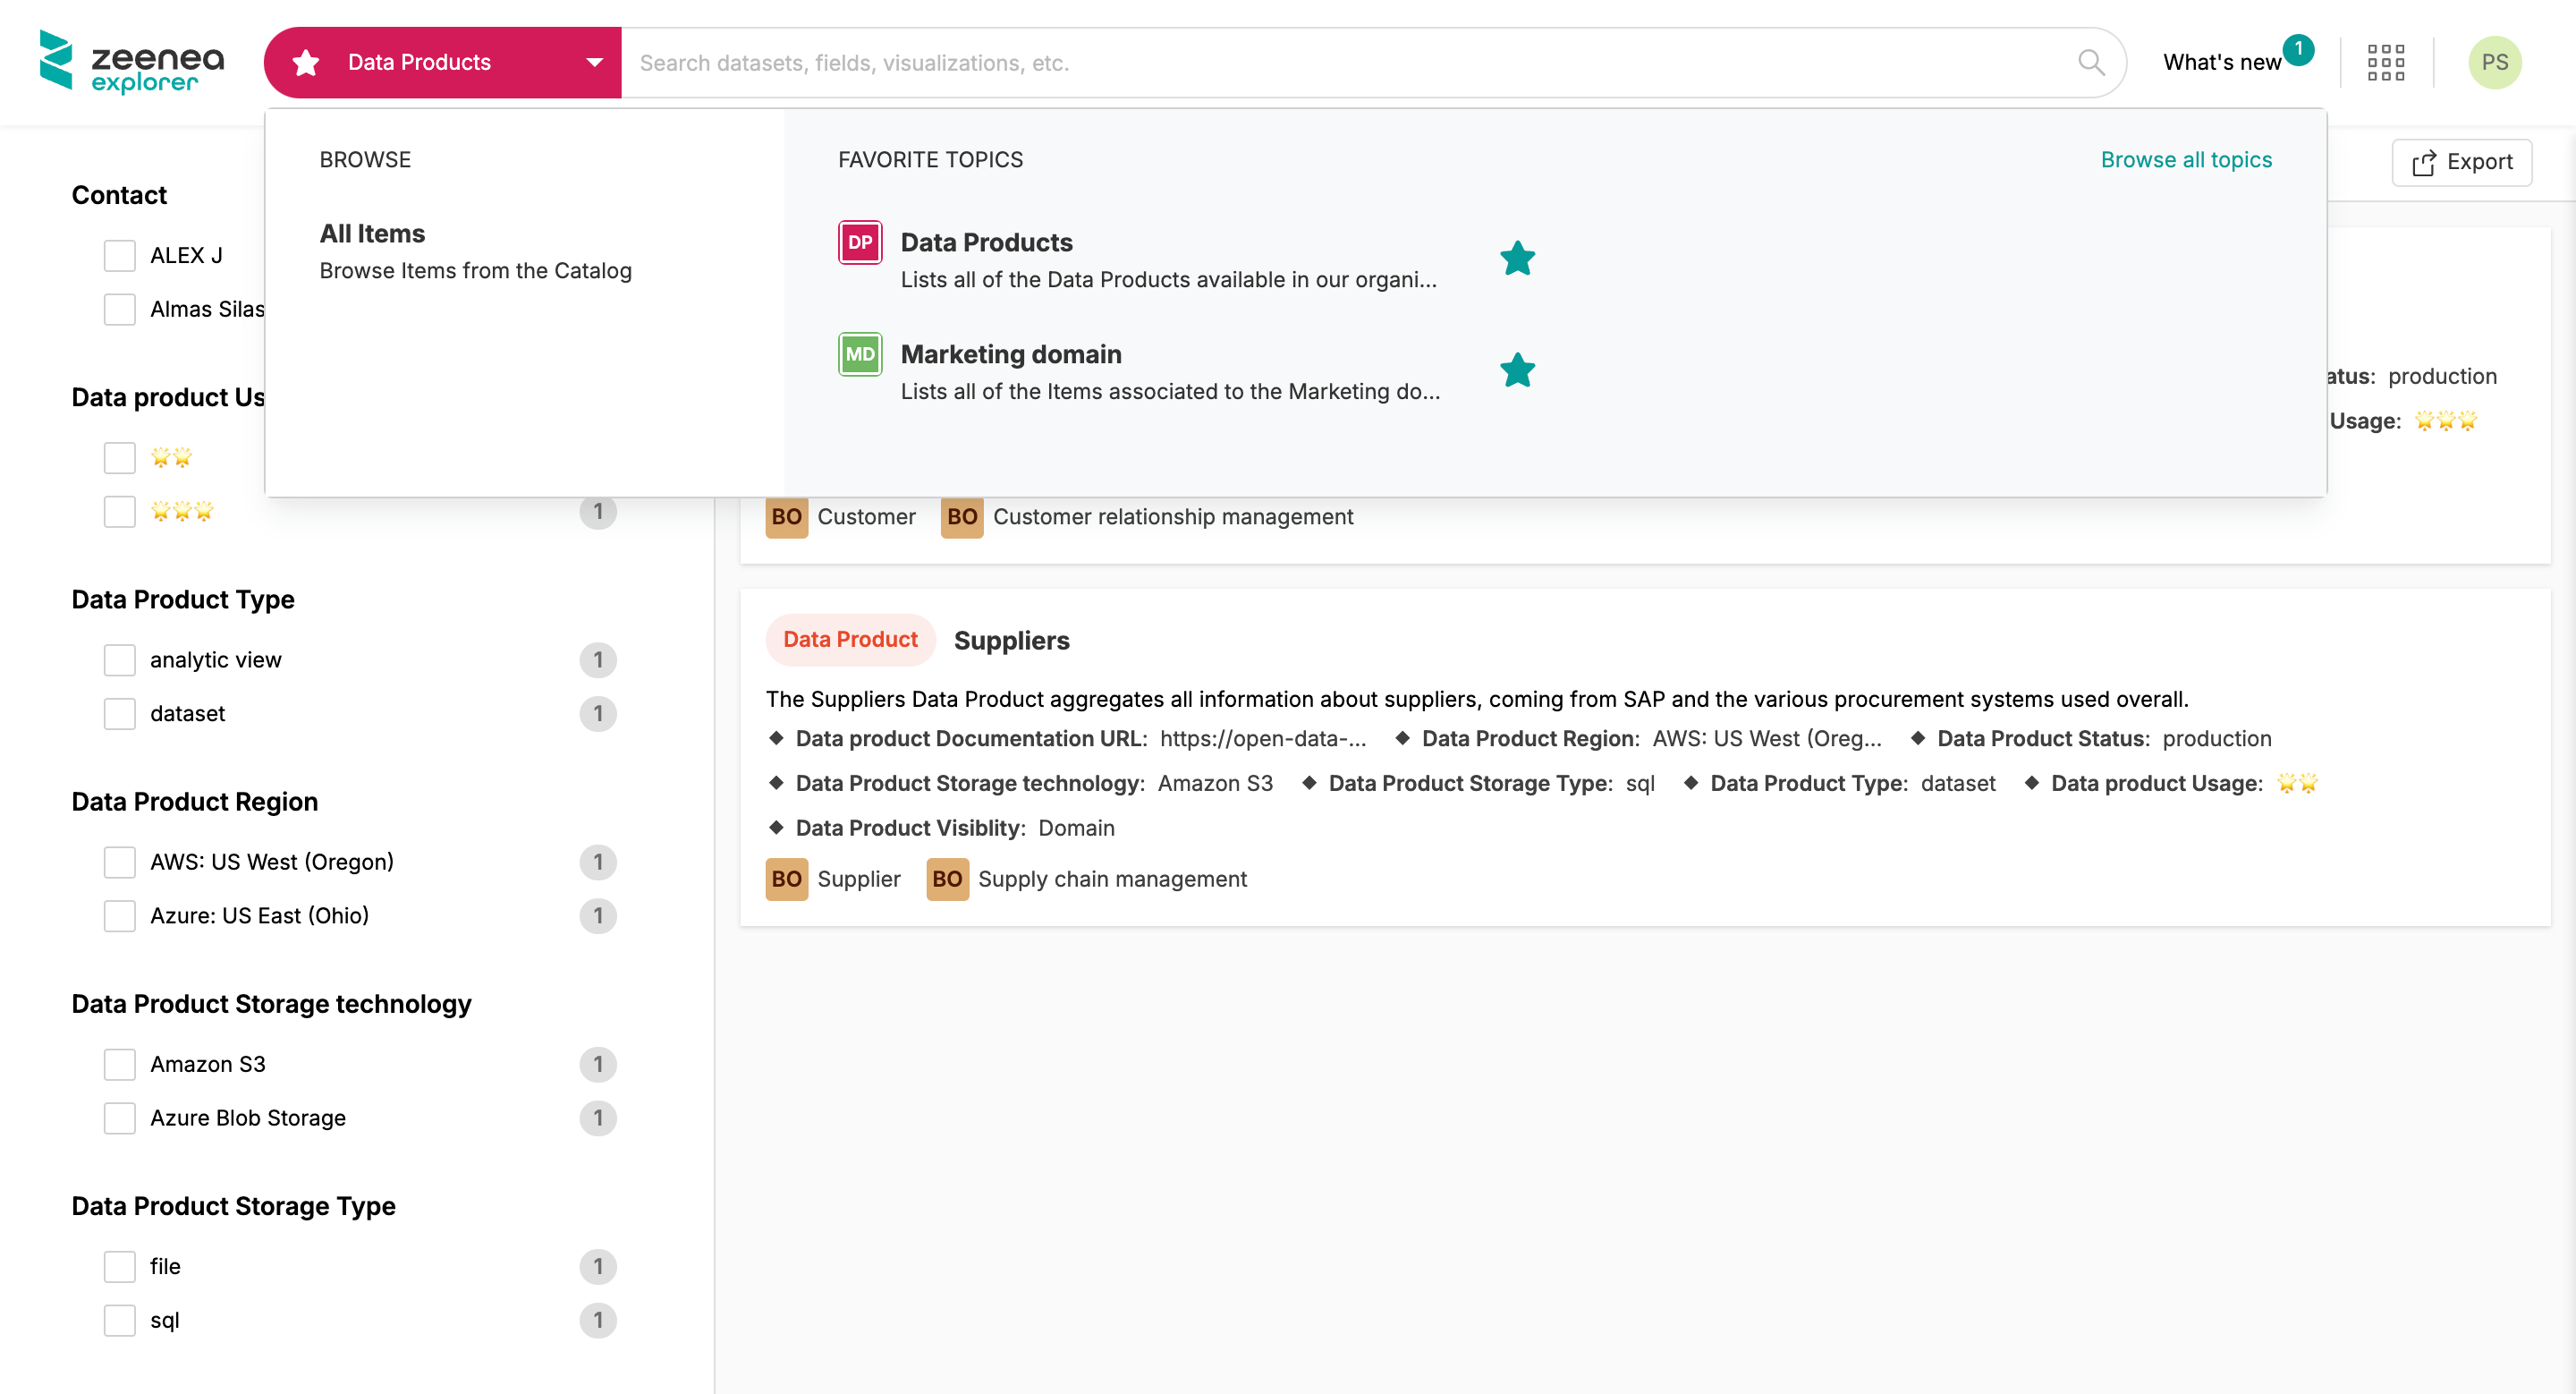 zeenea
explorer
Data Products
Search datasets, fields, visualizations, etc.
What's new
1
PS
BROWSE
All Items
Browse Items from the Catalog
FAVORITE TOPICS
Browse all topics
DP
Data Products
Lists all of the Data Products available in our organi...
MD
Marketing domain
Lists all of the Items associated to the Marketing do...
Export
Contact
ALEX J
Almas Silas
Data product Us
1
Data Product Type
analytic view 1
dataset 1
Data Product Region
AWS: US West (Oregon) 1
Azure: US East (Ohio) 1
Data Product Storage technology
Amazon S3 1
Azure Blob Storage 1
Data Product Storage Type
file 1
sql 1
atus: production
Usage:
BO Customer BO Customer relationship management
Data Product Suppliers
The Suppliers Data Product aggregates all information about suppliers, coming from SAP and the various procurement systems used overall.
Data product Documentation URL: https://open-data-... Data Product Region: AWS: US West (Oreg... Data Product Status: production
Data Product Storage technology: Amazon S3 Data Product Storage Type: sql Data Product Type: dataset Data product Usage:
Data Product Visiblity: Domain
BO Supplier BO Supply chain management